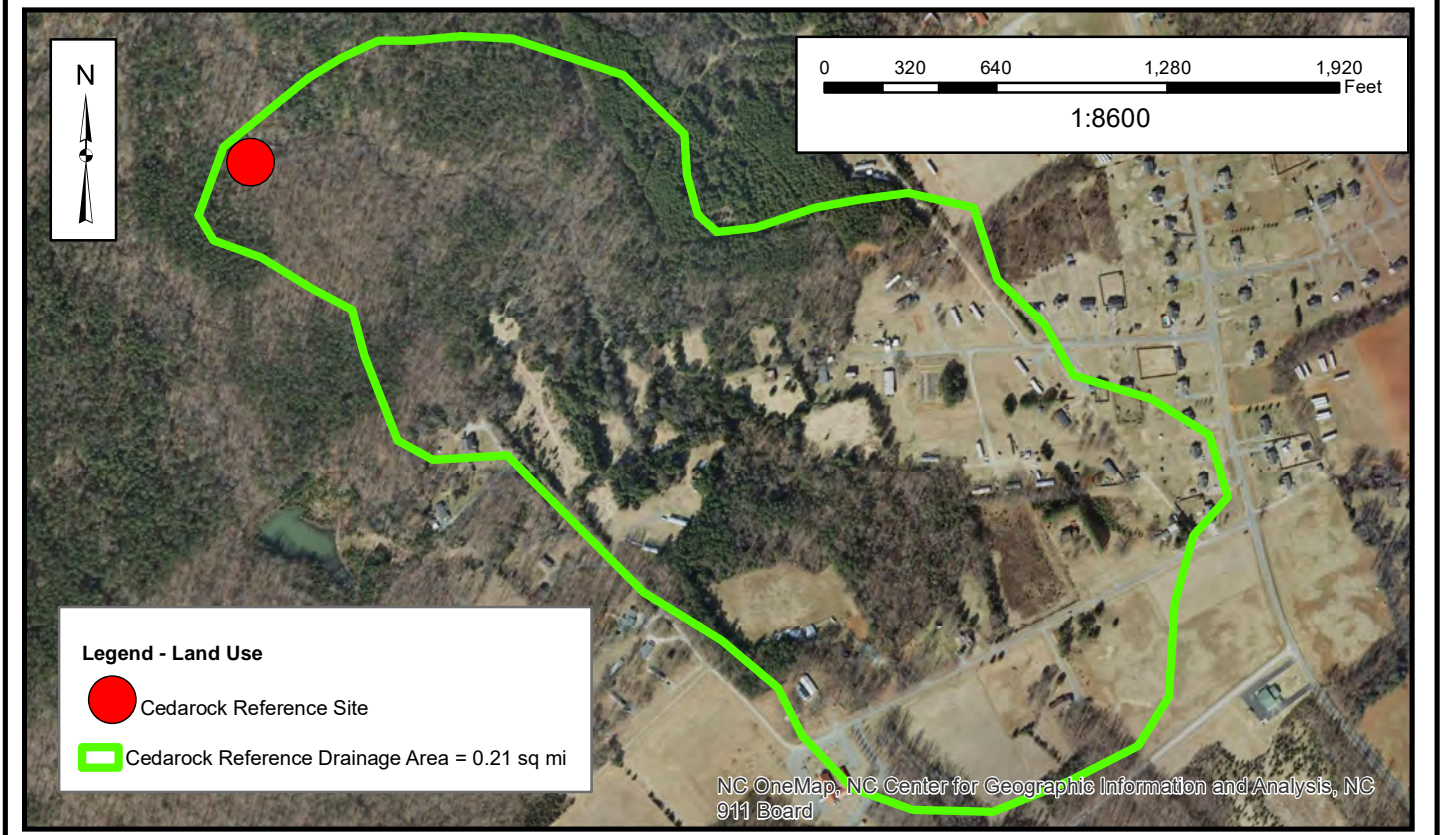 N
0 320 640 1,280 1,920
Feet
1:8600
Legend - Land Use
Cedarock Reference Site
Cedarock Reference Drainage Area = 0.21 sq mi
NC OneMap, NC Center for Geographic Information and Analysis, NC
911 Board